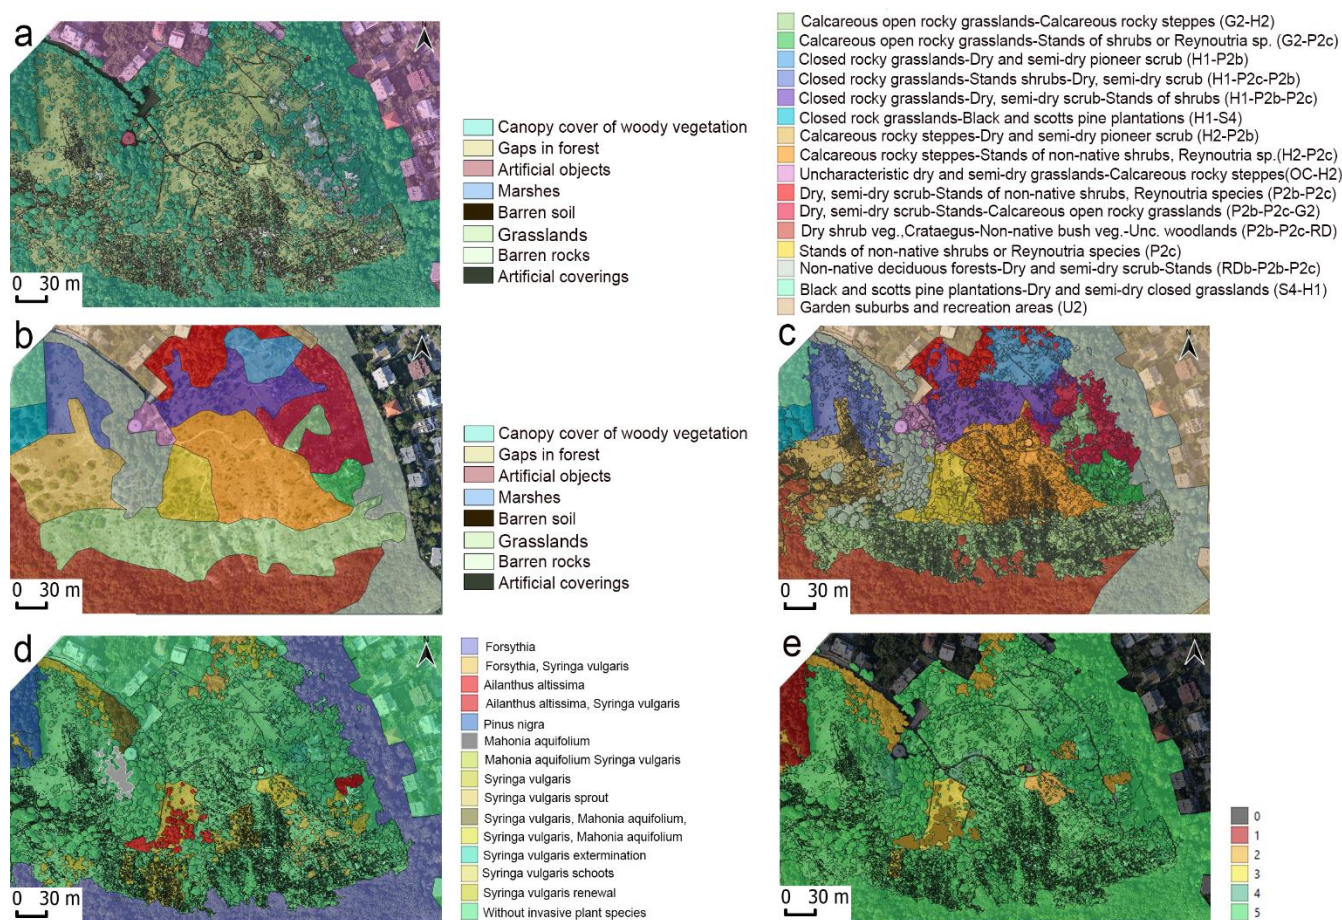 a
N
0 30 m
Canopy cover of woody vegetation
Gaps in forest
Artificial objects
Marshes
Barren soil
Grasslands
Barren rocks
Artificial coverings
Calcareous open rocky grasslands-Calcareous rocky steppes (G2-H2)
Calcareous open rocky grasslands-Stands of shrubs or Reynoutria sp. (G2-P2c)
Closed rocky grasslands-Dry and semi-dry pioneer scrub (H1-P2b)
Closed rocky grasslands-Stands shrubs-Dry, semi-dry scrub (H1-P2c-P2b)
Closed rocky grasslands-Dry, semi-dry scrub-Stands of shrubs (H1-P2b-P2c)
Closed rock grasslands-Black and scotts pine plantations (H1-S4)
Calcareous rocky steppes-Dry and semi-dry pioneer scrub (H2-P2b)
Calcareous rocky steppes-Stands of non-native shrubs, Reynoutria sp.(H2-P2c)
Uncharacteristic dry and semi-dry grasslands-Calcareous rocky steppes(OC-H2)
Dry, semi-dry scrub-Stands of non-native shrubs, Reynoutria species (P2b-P2c)
Dry, semi-dry scrub-Stands-Calcareous open rocky grasslands (P2b-P2c-G2)
Dry shrub veg.,Crataegus-Non-native bush veg.-Unc. woodlands (P2b-P2c-RD)
Stands of non-native shrubs or Reynoutria species (P2c)
Non-native deciduous forests-Dry and semi-dry scrub-Stands (RDb-P2b-P2c)
Black and scotts pine plantations-Dry and semi-dry closed grasslands (S4-H1)
Garden suburbs and recreation areas (U2)
b
N
0 30 m
Canopy cover of woody vegetation
Gaps in forest
Artificial objects
Marshes
Barren soil
Grasslands
Barren rocks
Artificial coverings
c
N
0 30 m
d
N
0 30 m
Forsythia
Forsythia, Syringa vulgaris
Ailanthus altissima
Ailanthus altissima, Syringa vulgaris
Pinus nigra
Mahonia aquifolium
Mahonia aquifolium Syringa vulgaris
Syringa vulgaris
Syringa vulgaris sprout
Syringa vulgaris, Mahonia aquifolium,
Syringa vulgaris, Mahonia aquifolium
Syringa vulgaris extermination
Syringa vulgaris schoots
Syringa vulgaris renewal
Without invasive plant species
e
N
0 30 m
0
1
2
3
4
5